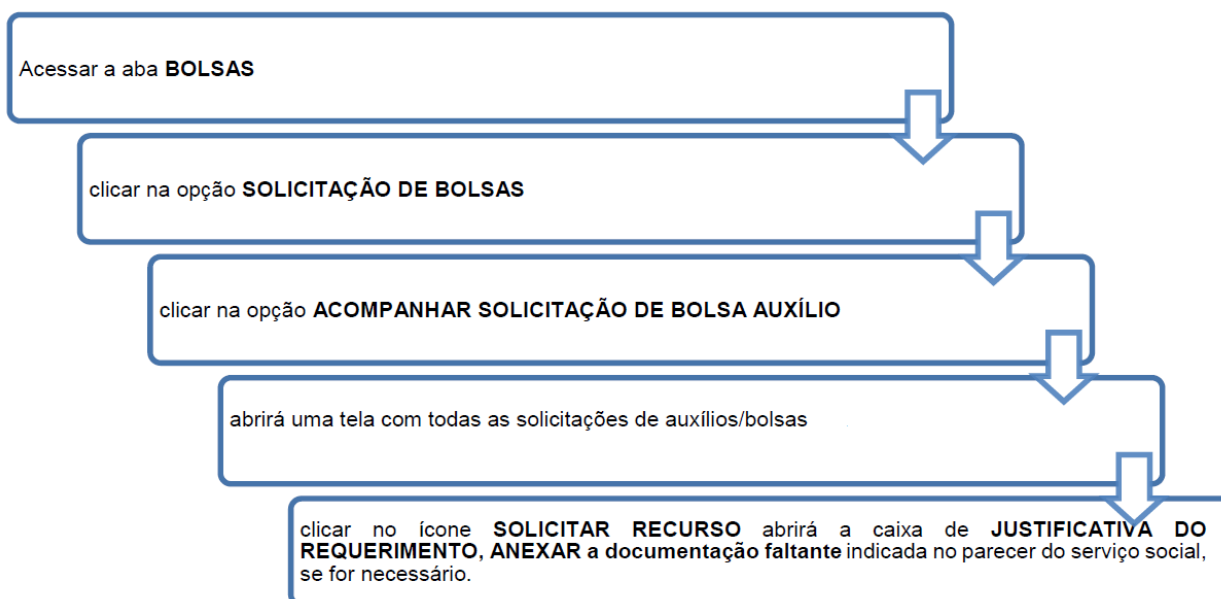 Acessar a aba BOLSAS
clicar na opção SOLICITAÇÃO DE BOLSAS
clicar na opção ACOMPANHAR SOLICITAÇÃO DE BOLSA AUXÍLIO
abrirá uma tela com todas as solicitações de auxílios/bolsas
clicar no ícone SOLICITAR RECURSO abrirá a caixa de JUSTIFICATIVA DO
REQUERIMENTO, ANEXAR a documentação faltante indicada no parecer do serviço social,
se for necessário.